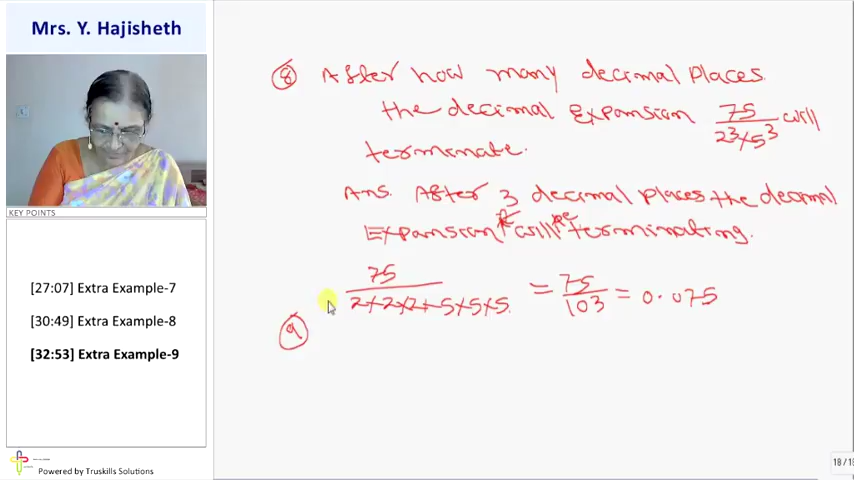 Mrs. Y. Hajisheth
KEY POINTS
[27:07] Extra Example-7
[30:49] Extra Example-8
[32:53] Extra Example-9
Powered by Truskills Solutions
8 After how many decimal places
the decimal Expansion 75/2³×5³ will
terminate.
Ans. After 3 decimal places the decimal
Expansion will be terminating.
75/2×2×2×5×5×5 = 75/103 = 0.075
9
18/18